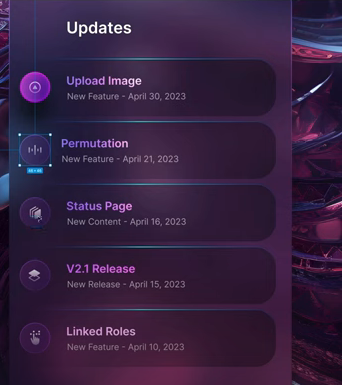 Updates
Upload Image
New Feature - April 30, 2023
Permutation
New Feature - April 21, 2023
Status Page
New Content - April 16, 2023
V2.1 Release
New Release - April 15, 2023
Linked Roles
New Feature - April 10, 2023